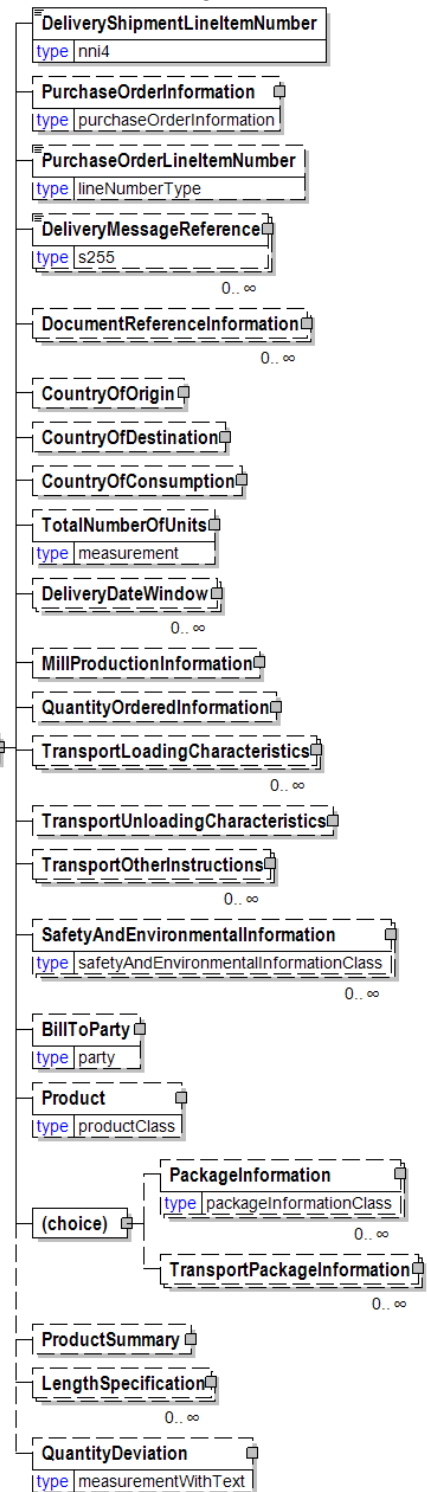 DeliveryShipmentLineItemNumber
type nni4
PurchaseOrderInformation
type purchaseOrderInformation
PurchaseOrderLineItemNumber
type lineNumberType
DeliveryMessageReference
type s255
0.. ∞
DocumentReferenceInformation
0.. ∞
CountryOfOrigin
CountryOfDestination
CountryOfConsumption
TotalNumberOfUnits
type measurement
DeliveryDateWindow
0.. ∞
MillProductionInformation
QuantityOrderedInformation
TransportLoadingCharacteristics
0.. ∞
TransportUnloadingCharacteristics
TransportOtherInstructions
0.. ∞
SafetyAndEnvironmentalInformation
type safetyAndEnvironmentalInformationClass
0.. ∞
BillToParty
type party
Product
type productClass
PackageInformation
type packageInformationClass
0.. ∞
(choice)
TransportPackageInformation
0.. ∞
ProductSummary
LengthSpecification
0.. ∞
QuantityDeviation
type measurementWithText